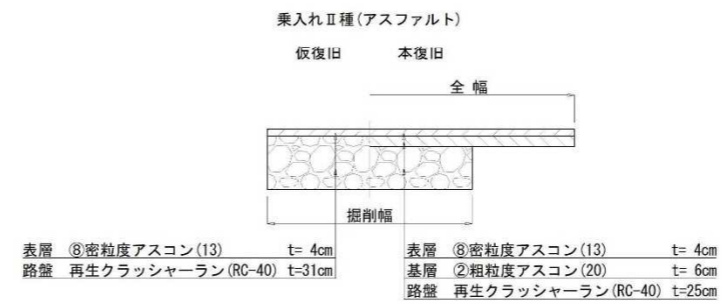 乗入れⅡ種(アスファルト)
仮復旧 本復旧
全 幅
掘削幅
表層 ⑧密粒度アスコン(13) t= 4cm
路盤 再生クラッシャーラン(RC-40) t=31cm
表層 ⑧密粒度アスコン(13) t= 4cm
基層 ②粗粒度アスコン(20) t= 6cm
路盤 再生クラッシャーラン(RC-40) t=25cm